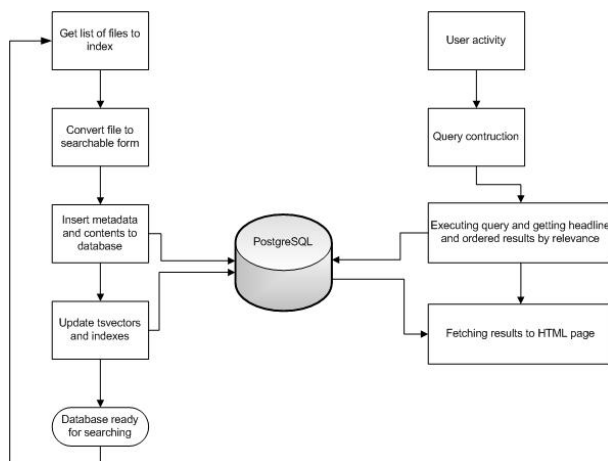 Get list of files to
index
Convert file to
searchable form
Insert metadata
and contents to
database
Update tsvectors
and indexes
Database ready
for searching
PostgreSQL
User activity
Query contruction
Executing query and getting headline
and ordered results by relevance
Fetching results to HTML page